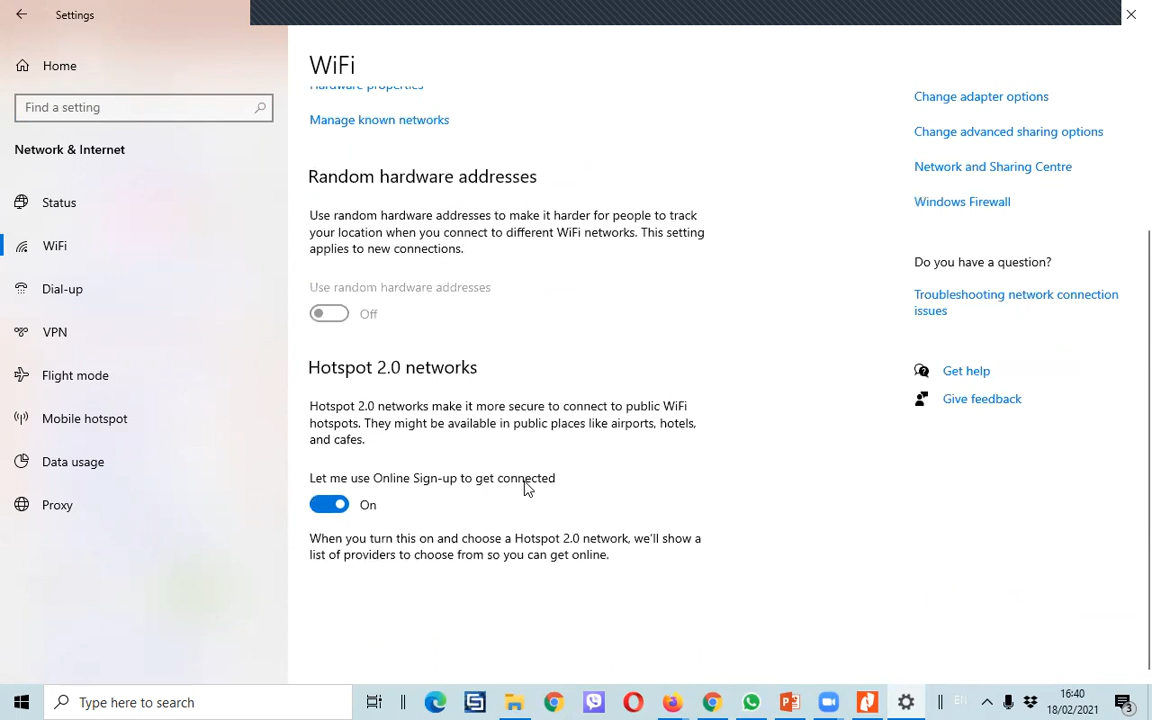 Settings
Home
Find a setting
Network & Internet
Status
WiFi
Dial-up
VPN
Flight mode
Mobile hotspot
Data usage
Proxy
WiFi
Hardware properties
Manage known networks
Random hardware addresses
Use random hardware addresses to make it harder for people to track
your location when you connect to different WiFi networks. This setting
applies to new connections.
Use random hardware addresses
Off
Hotspot 2.0 networks
Hotspot 2.0 networks make it more secure to connect to public WiFi
hotspots. They might be available in public places like airports, hotels,
and cafes.
Let me use Online Sign-up to get connected
On
When you turn this on and choose a Hotspot 2.0 network, we'll show a
list of providers to choose from so you can get online.
Change adapter options
Change advanced sharing options
Network and Sharing Centre
Windows Firewall
Do you have a question?
Troubleshooting network connection
issues
Get help
Give feedback
Type here to search
EN
16:40
18/02/2021
3